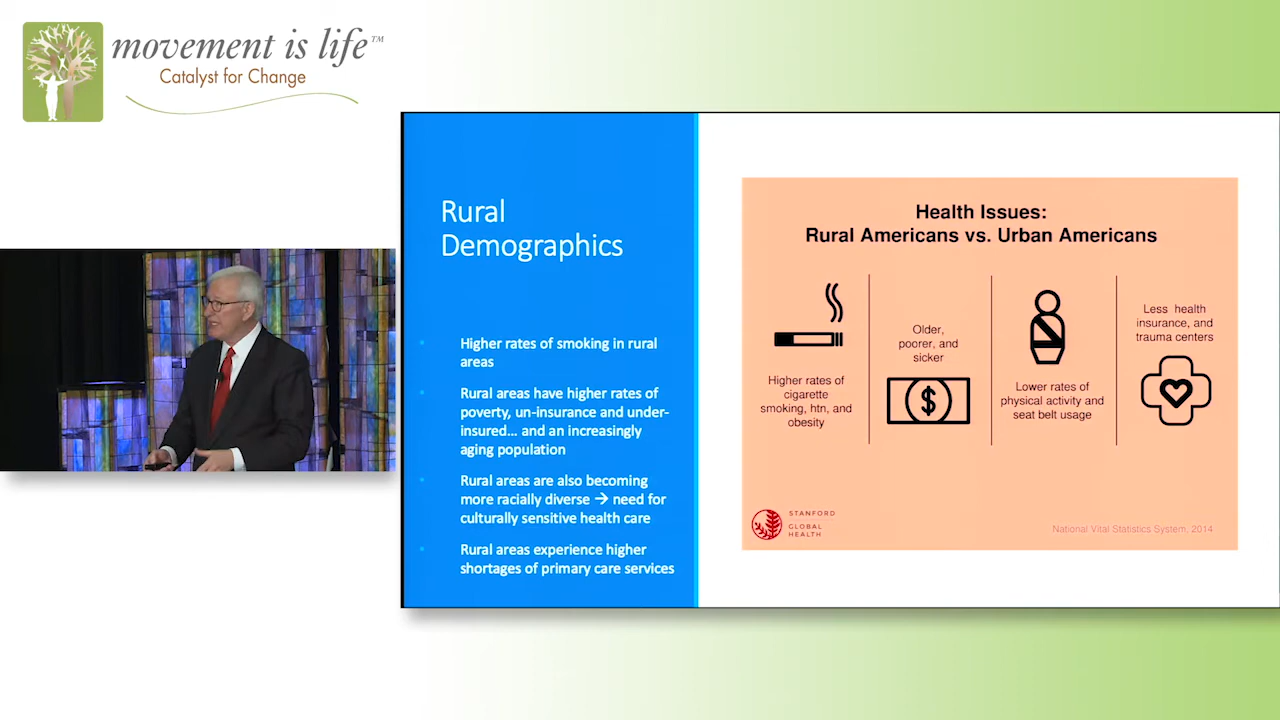 movement is life™
Catalyst for Change
Rural
Demographics
Higher rates of smoking in rural
areas
Rural areas have higher rates of
poverty, un-insurance and under-
insured... and an increasingly
aging population
Rural areas are also becoming
more racially diverse → need for
culturally sensitive health care
Rural areas experience higher
shortages of primary care services
Health Issues:
Rural Americans vs. Urban Americans
Higher rates of
cigarette
smoking, htn, and
obesity
Older,
poorer, and
sicker
$
Lower rates of
physical activity and
seat belt usage
Less health
insurance, and
trauma centers
STANFORD
GLOBAL
HEALTH
National Vital Statistics System, 2014